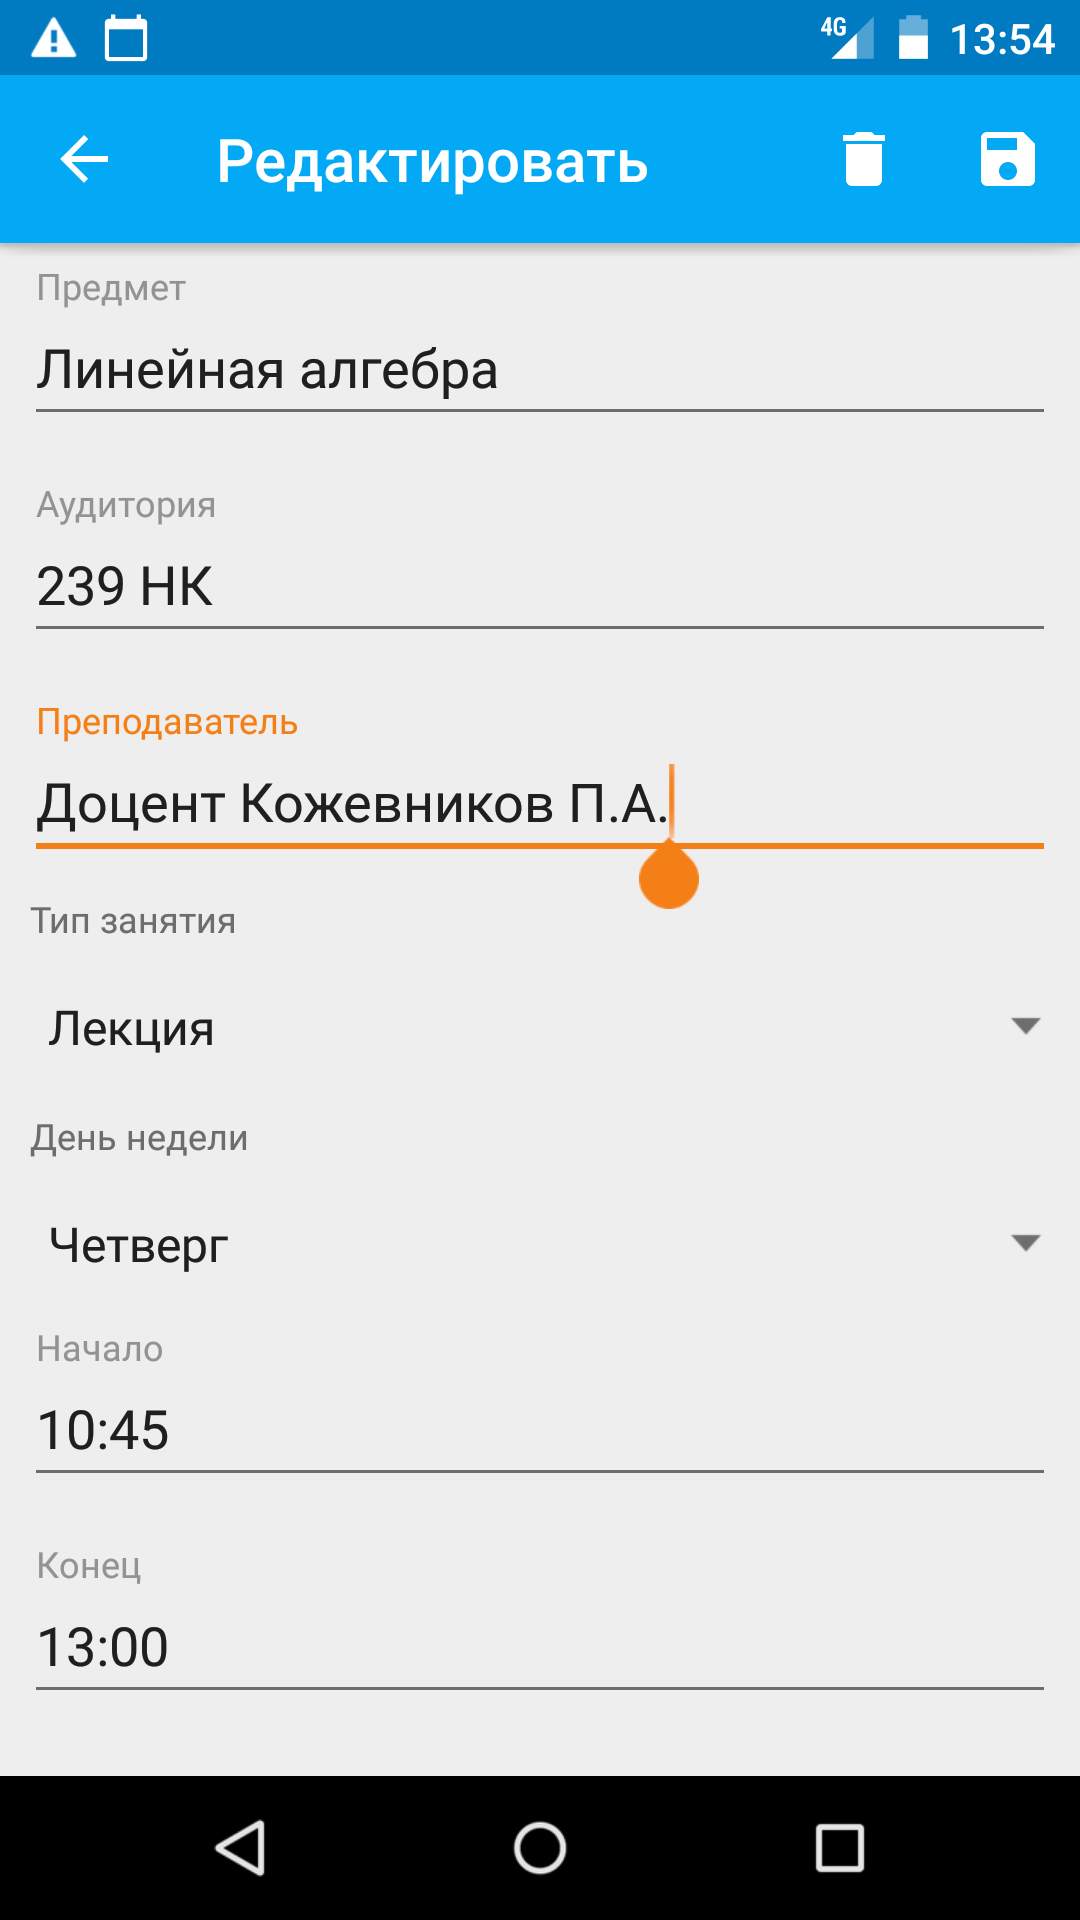 4G 13:54
Редактировать
Предмет
Линейная алгебра
Аудитория
239 НК
Преподаватель
Доцент Кожевников П.А.
Тип занятия
Лекция
День недели
Четверг
Начало
10:45
Конец
13:00